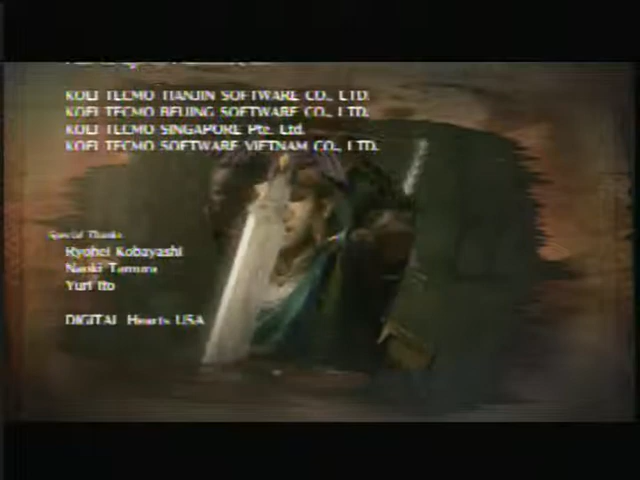 KOEI TECMO TIANJIN SOFTWARE CO., LTD.
KOEI TECMO BEIJING SOFTWARE CO., LTD.
KOEI TECMO SINGAPORE Pte. Ltd.
KOEI TECMO SOFTWARE VIETNAM CO., LTD.
Special Thanks
Ryohei Kobayashi
Naoki Tamura
Yuri Ito
DIGITAL Hearts USA